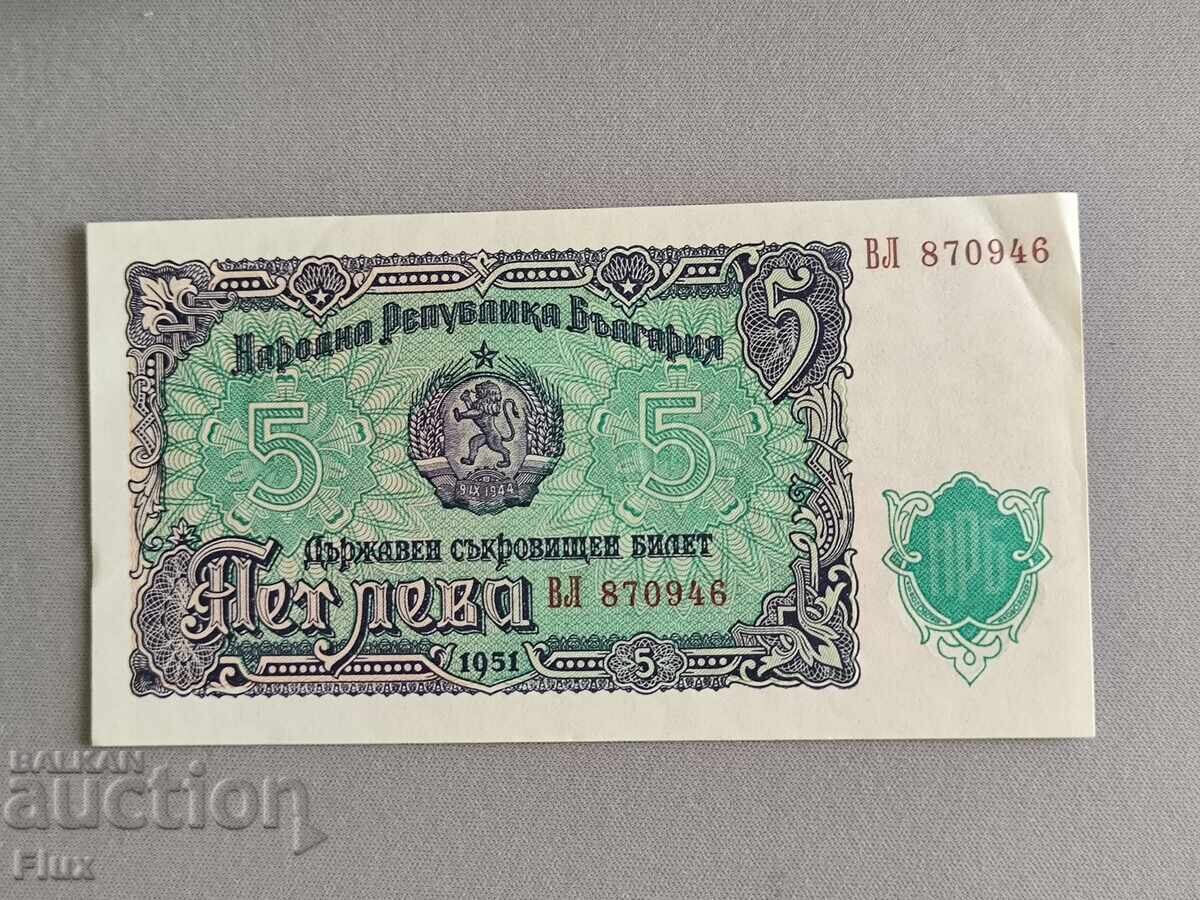 ВЛ 870946
5
Народна Република България
5 5
9 IX 1944
Държавен съкровищен билет
Пет лева ВЛ 870946
НРБ
1951 5
BALKAN
auction
Flux